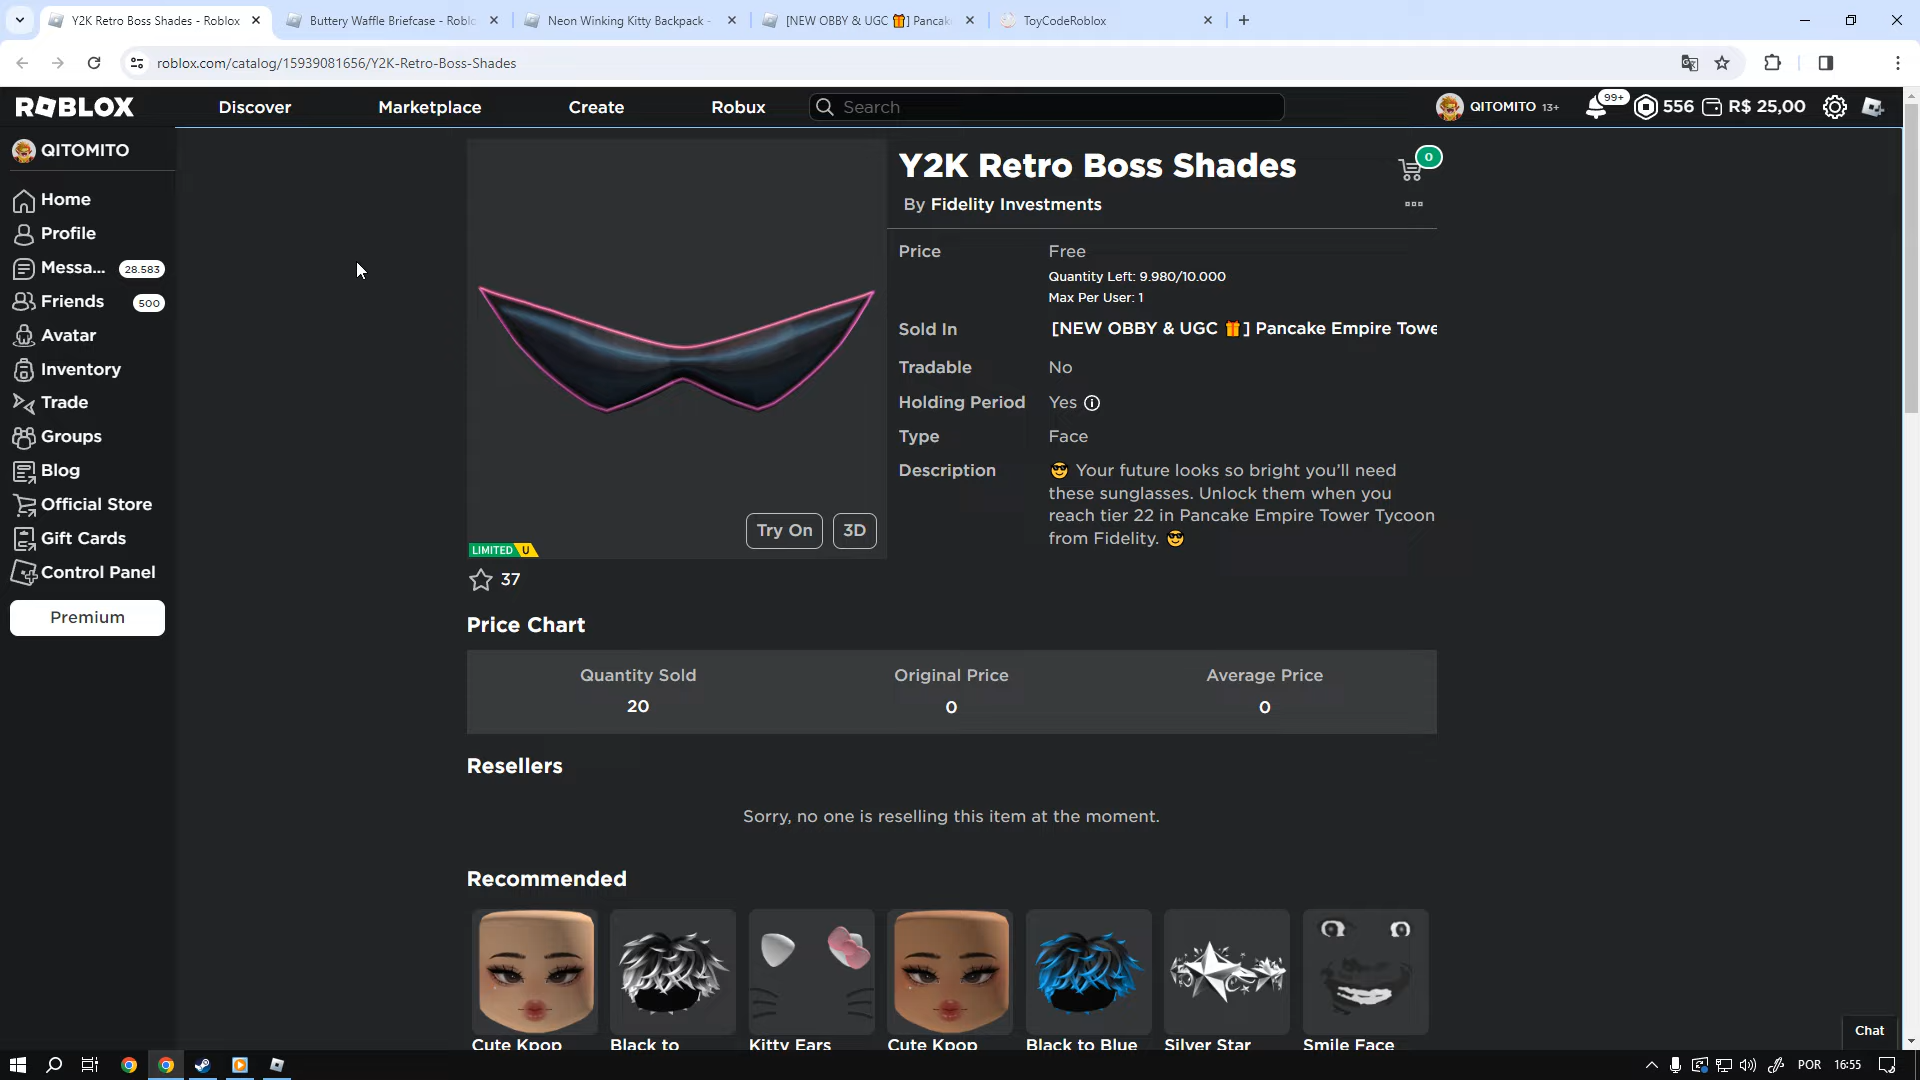 Y2K Retro Boss Shades - Roblox
Buttery Waffle Briefcase - Roblo
Neon Winking Kitty Backpack -
[NEW OBBY & UGC 🎁] Pancak
ToyCodeRoblox
roblox.com/catalog/15939081656/Y2K-Retro-Boss-Shades
ROBLOX
Discover
Marketplace
Create
Robux
Search
QITOMITO 13+
99+
556
R$ 25,00
QITOMITO
Home
Profile
Messa... 28.583
Friends 500
Avatar
Inventory
Trade
Groups
Blog
Official Store
Gift Cards
Control Panel
Premium
Try On
3D
LIMITED U
37
Y2K Retro Boss Shades
0
By Fidelity Investments
Price Free
Quantity Left: 9.980/10.000
Max Per User: 1
Sold In [NEW OBBY & UGC 🎁] Pancake Empire Towe
Tradable No
Holding Period Yes
Type Face
Description 😎 Your future looks so bright you’ll need
these sunglasses. Unlock them when you
reach tier 22 in Pancake Empire Tower Tycoon
from Fidelity. 😎
Price Chart
Quantity Sold Original Price Average Price
20 0 0
Resellers
Sorry, no one is reselling this item at the moment.
Recommended
Cute Kpop Black to Kitty Ears Cute Kpop Black to Blue Silver Star Smile Face
Chat
POR 16:55